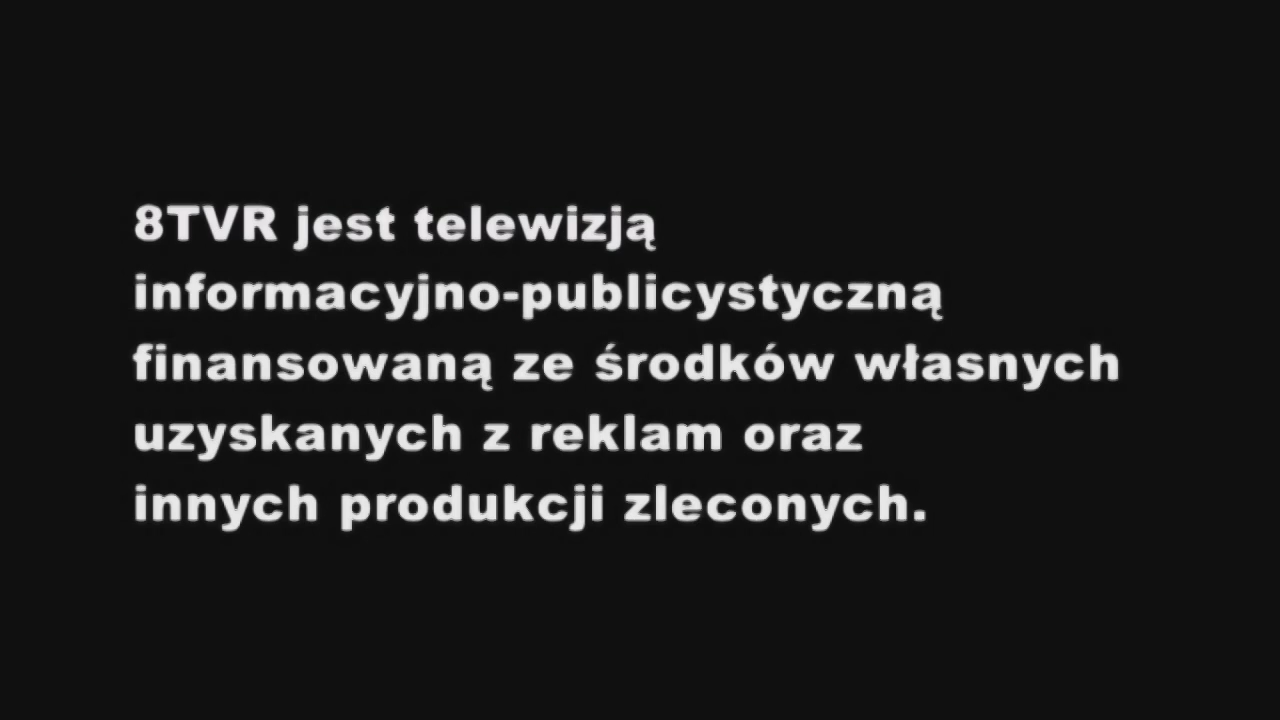 8TVR jest telewizją
informacyjno-publicystyczną
finansowaną ze środków własnych
uzyskanych z reklam oraz
innych produkcji zleconych.